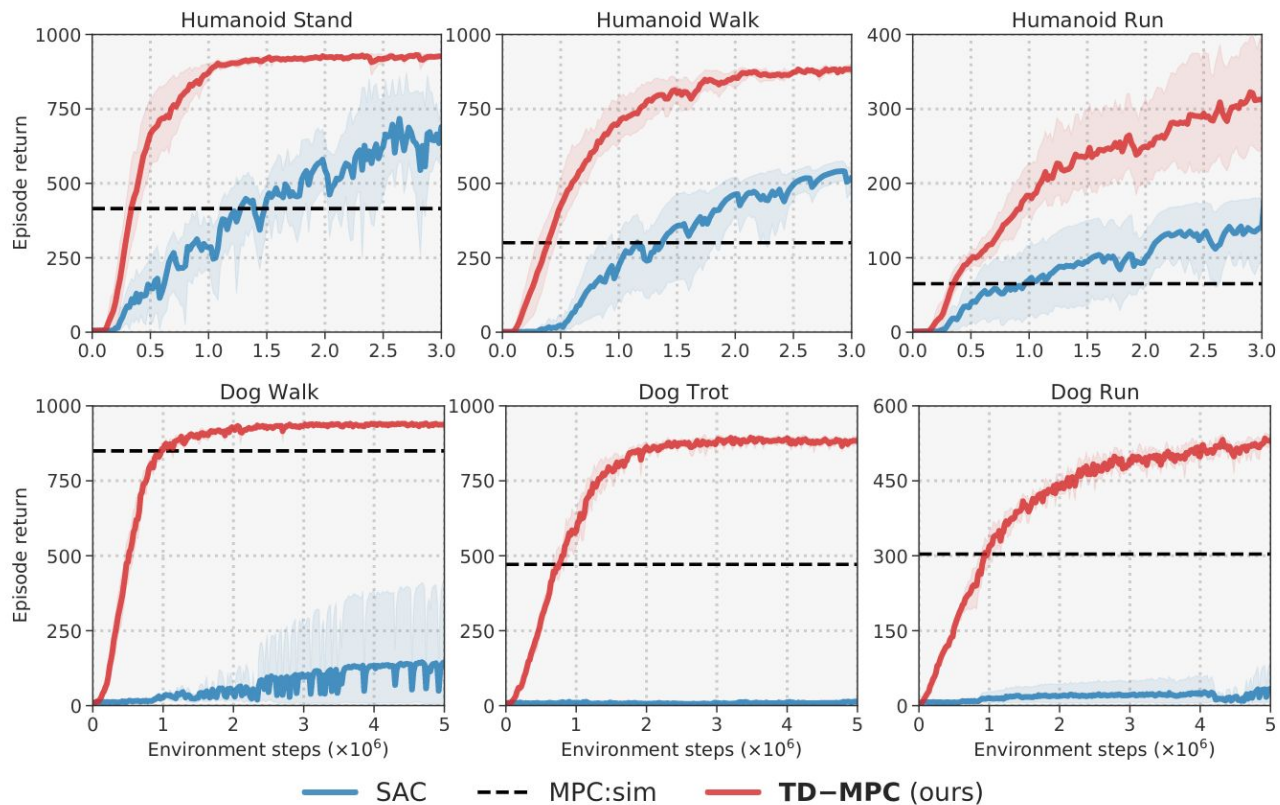 Humanoid Stand
Humanoid Walk
Humanoid Run
Episode return
1000
750
500
250
0
0.0 0.5 1.0 1.5 2.0 2.5 3.0
1000
750
500
250
0
0.0 0.5 1.0 1.5 2.0 2.5 3.0
400
300
200
100
0
0.0 0.5 1.0 1.5 2.0 2.5 3.0
Dog Walk
Dog Trot
Dog Run
Episode return
1000
750
500
250
0
0 1 2 3 4 5
Environment steps (×10⁶)
1000
750
500
250
0
0 1 2 3 4 5
Environment steps (×10⁶)
600
450
300
150
0
0 1 2 3 4 5
Environment steps (×10⁶)
SAC MPC:sim TD−MPC (ours)